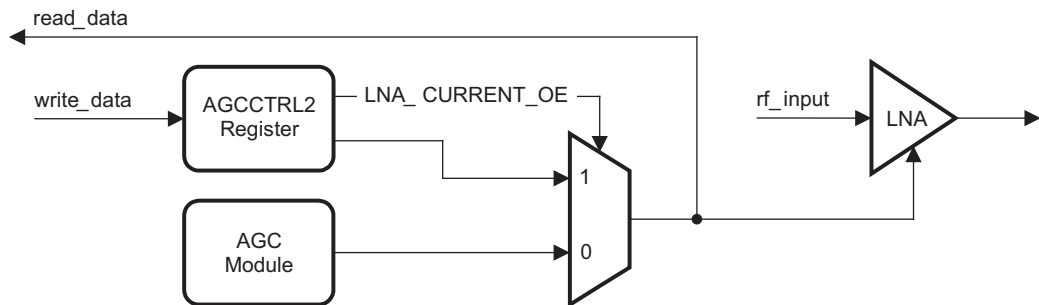 read_data
write_data
AGCCTRL2
Register
LNA_ CURRENT_OE
rf_input
LNA
1
0
AGC
Module